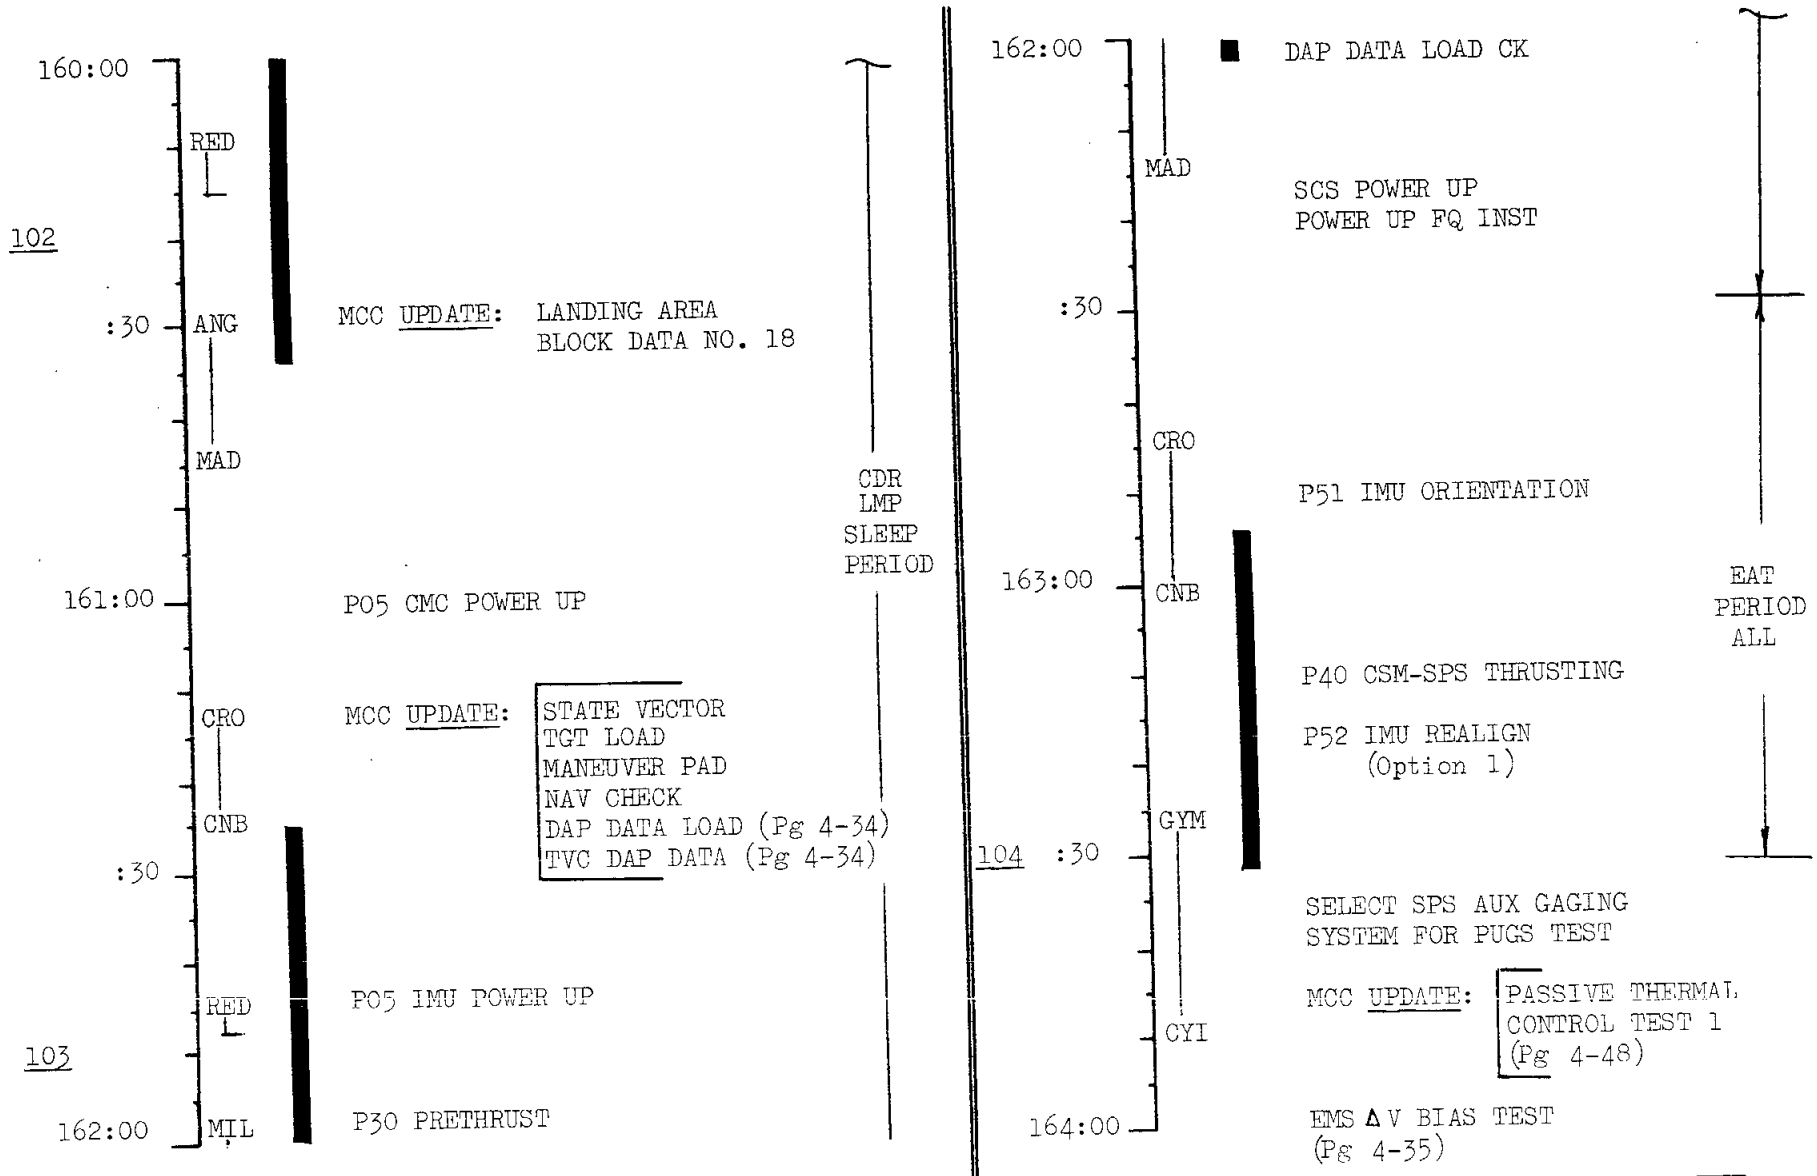 160:00
RED
102
:30
ANG
MCC UPDATE: LANDING AREA
BLOCK DATA NO. 18
MAD
CDR
LMP
SLEEP
PERIOD
161:00
P05 CMC POWER UP
CRO
MCC UPDATE: STATE VECTOR
TGT LOAD
MANEUVER PAD
NAV CHECK
CNB
DAP DATA LOAD (Pg 4-34)
TVC DAP DATA (Pg 4-34)
:30
RED
P05 IMU POWER UP
103
162:00
MIL
P30 PRETHRUST
162:00
DAP DATA LOAD CK
MAD
SCS POWER UP
POWER UP FQ INST
:30
CRO
P51 IMU ORIENTATION
163:00
CNB
EAT
PERIOD
ALL
P40 CSM-SPS THRUSTING
P52 IMU REALIGN
(Option 1)
GYM
104
:30
SELECT SPS AUX GAGING
SYSTEM FOR PUGS TEST
MCC UPDATE: PASSIVE THERMAL
CONTROL TEST 1
(Pg 4-48)
CYI
164:00
EMS Δ V BIAS TEST
(Pg 4-35)